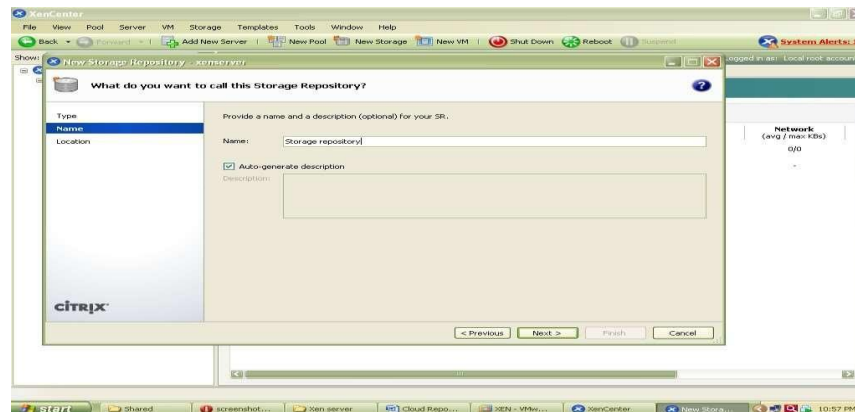 XenCenter
File View Pool Server VM Storage Templates Tools Window Help
Back Forward Add New Server New Pool New Storage New VM Shut Down Reboot Suspend System Alerts:
Show:
New Storage Repository - xenserver
Logged in as: Local root account
What do you want to call this Storage Repository?
Type
Name
Location
Provide a name and a description (optional) for your SR.
Name: Storage repository
Auto-generate description
Description:
Network
(avg / max KBs)
0/0
-
CITRIX
< Previous Next > Finish Cancel
start Shared screenshot... Xen server Cloud Repo... XEN - VMw... XenCenter New Stora... 10:57 PM